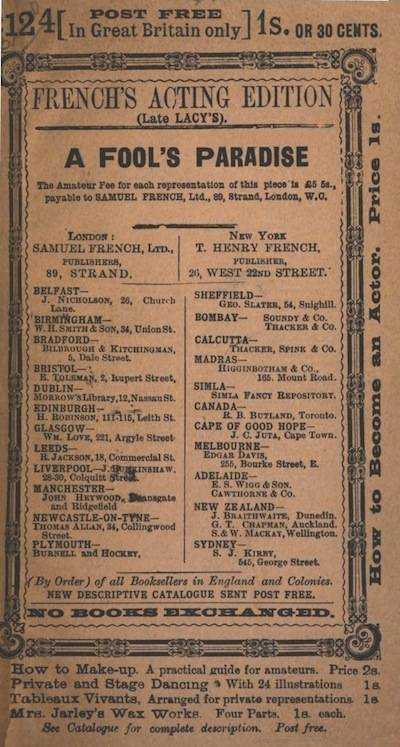 124 [ POST FREE In Great Britain only ] 1s. OR 30 CENTS.
FRENCH'S ACTING EDITION
(Late LACY'S).
A FOOL'S PARADISE
The Amateur Fee for each representation of this piece is £5 5s.,
payable to SAMUEL FRENCH, Ltd., 89, Strand, London, W.C.
LONDON:
SAMUEL FRENCH, LTD.,
PUBLISHERS,
89, STRAND.
NEW YORK
T. HENRY FRENCH,
PUBLISHER,
26, WEST 22ND STREET.
BELFAST—
J. NICHOLSON, 26, Church
Lane.
BIRMINGHAM—
W. H. SMITH & SON, 34, Union St.
BRADFORD—
BILBROUGH & KITCHINGMAN,
5, Dale Street.
BRISTOL—
E. TOLEMAN, 2, Rupert Street,
DUBLIN—
MORROW'S Library, 12, Nassau St.
EDINBURGH—
H. ROBINSON, 111-115, Leith St.
GLASGOW—
WM. LOVE, 221, Argyle Street
LEEDS—
R. JACKSON, 18, Commercial St.
LIVERPOOL—J. BURKINSHAW.
28-30, Colquitt Street.
MANCHESTER—
JOHN HEYWOOD, Deansgate
and Ridgefield
NEWCASTLE-ON-TYNE—
THOMAS ALLAN, 34, Collingwood
Street.
PLYMOUTH—
BURNELL and HOCKEY.
SHEFFIELD—
GEO. SLATER, 54, Snighill.
BOMBAY— SOUNDY & Co.
THACKER & Co.
CALCUTTA—
THACKER, SPINK & Co.
MADRAS—
HIGGINBOTHAM & Co.,
165. Mount Road.
SIMLA—
SIMLA FANCY REPOSITORY.
CANADA—
R. B. BUTLAND, Toronto.
CAPE OF GOOD HOPE—
J. C. JUTA, Cape Town.
MELBOURNE—
EDGAR DAVIS,
255, Bourke Street, E.
ADELAIDE—
E. S. WIGG & SON.
CAWTHORNE & Co.
NEW ZEALAND—
J. BRAITHWAITE, Dunedin.
G. T. CHAPMAN, Auckland.
S. & W. MACKAY, Wellington.
SYDNEY—
S. J. KIRBY,
545, George Street.
(By Order) of all Booksellers in England and Colonies.
NEW DESCRIPTIVE CATALOGUE SENT POST FREE.
NO BOOKS EXCHANGED.
How to Become an Actor. Price 1s.
How to Make-up. A practical guide for amateurs. Price 2s.
Private and Stage Dancing With 24 illustrations 1s
Tableaux Vivants, Arranged for private representations. 1s
Mrs. Jarley's Wax Works. Four Parts. 1s. each.
See Catalogue for complete description. Post free.